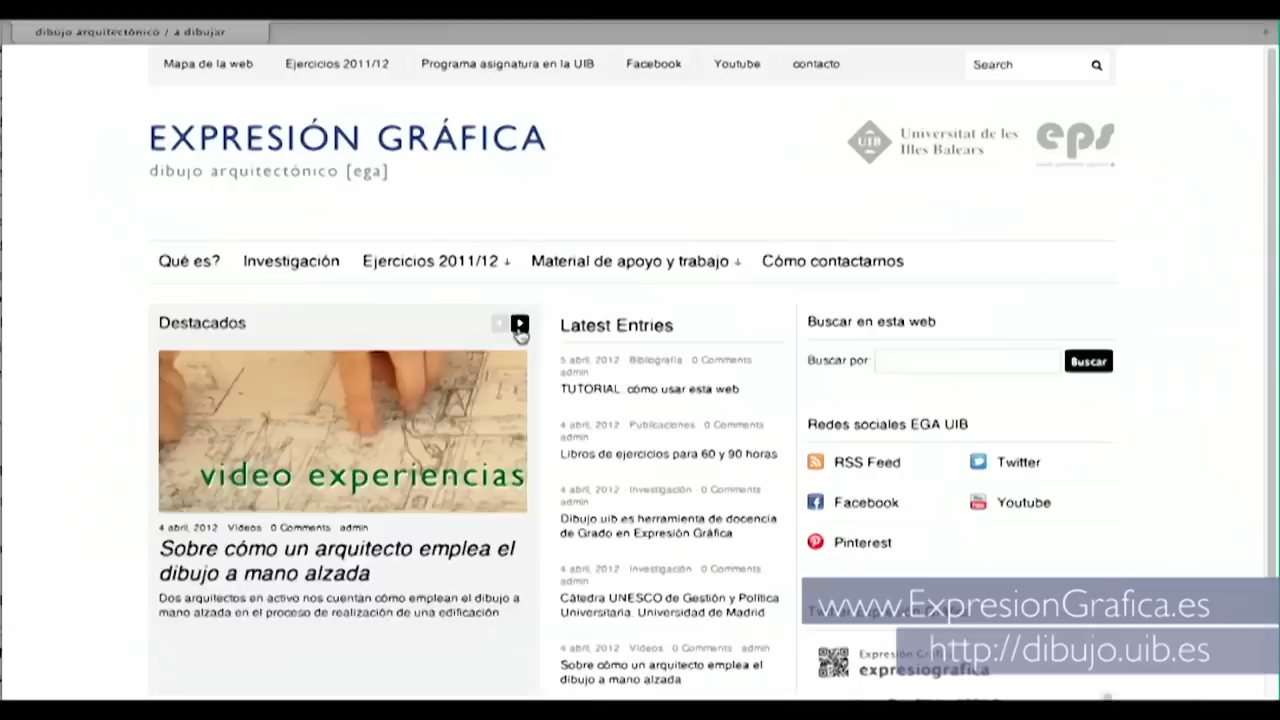 dibujo arquitectónico / a dibujar
Mapa de la web Ejercicios 2011/12 Programa asignatura en la UIB Facebook Youtube contacto Search
EXPRESIÓN GRÁFICA
dibujo arquitectónico [ega]
UIB
Universitat de les
Illes Balears
eps
Qué es? Investigación Ejercicios 2011/12 ↓ Material de apoyo y trabajo ↓ Cómo contactarnos
Destacados
video experiencias
4 abril, 2012 Videos 0 Comments admin
Sobre cómo un arquitecto emplea el
dibujo a mano alzada
Dos arquitectos en activo nos cuentan cómo emplean el dibujo a
mano alzada en el proceso de realización de una edificación
Latest Entries
5 abril, 2012 Bibliografía 0 Comments
admin
TUTORIAL cómo usar esta web
4 abril, 2012 Publicaciones 0 Comments
admin
Libros de ejercicios para 60 y 90 horas
4 abril, 2012 Investigación 0 Comments
admin
Dibujo.uib.es herramienta de docencia
de Grado en Expresión Gráfica
4 abril, 2012 Investigación 0 Comments
admin
Cátedra UNESCO de Gestión y Política
Universitaria. Universidad de Madrid
4 abril, 2012 Videos 0 Comments admin
Sobre cómo un arquitecto emplea el
dibujo a mano alzada
Buscar en esta web
Buscar por: Buscar
Redes sociales EGA UIB
RSS Feed Twitter
Facebook Youtube
Pinterest
www.ExpresionGrafica.es
http://dibujo.uib.es
Expresión
expresiografica